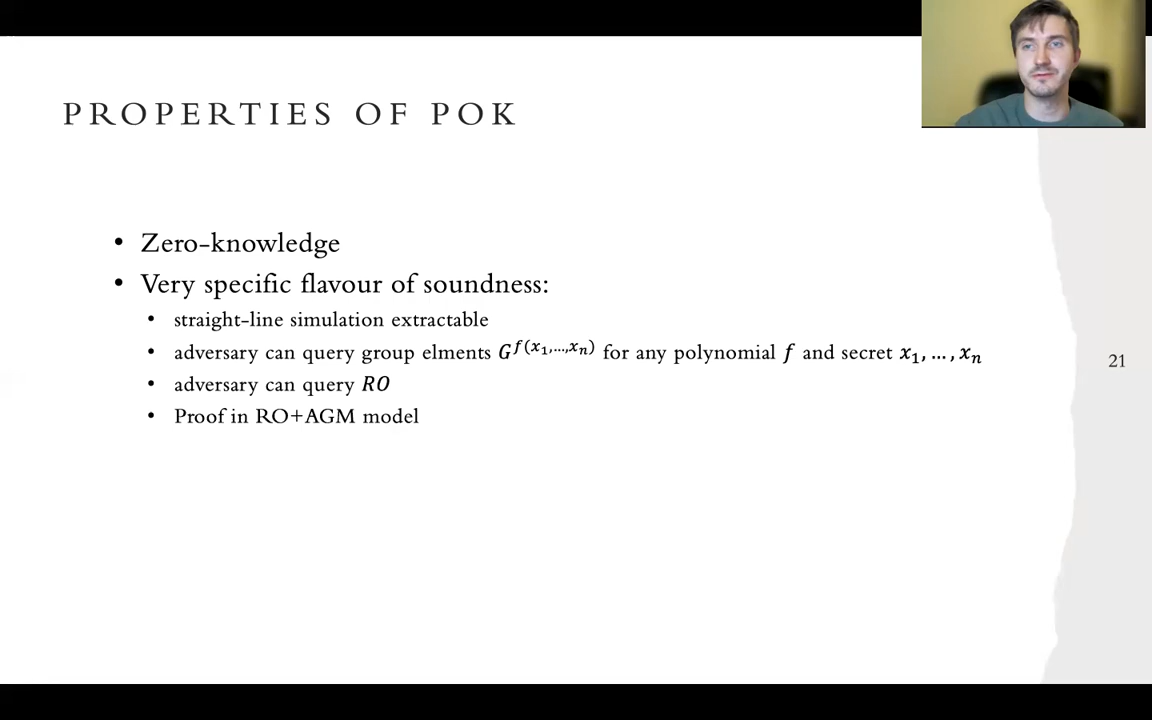 PROPERTIES OF POK
• Zero-knowledge
• Very specific flavour of soundness:
• straight-line simulation extractable
• adversary can query group elments G^{f(x_1,…,x_n)} for any polynomial f and secret x_1, … , x_n
• adversary can query RO
• Proof in RO+AGM model
21